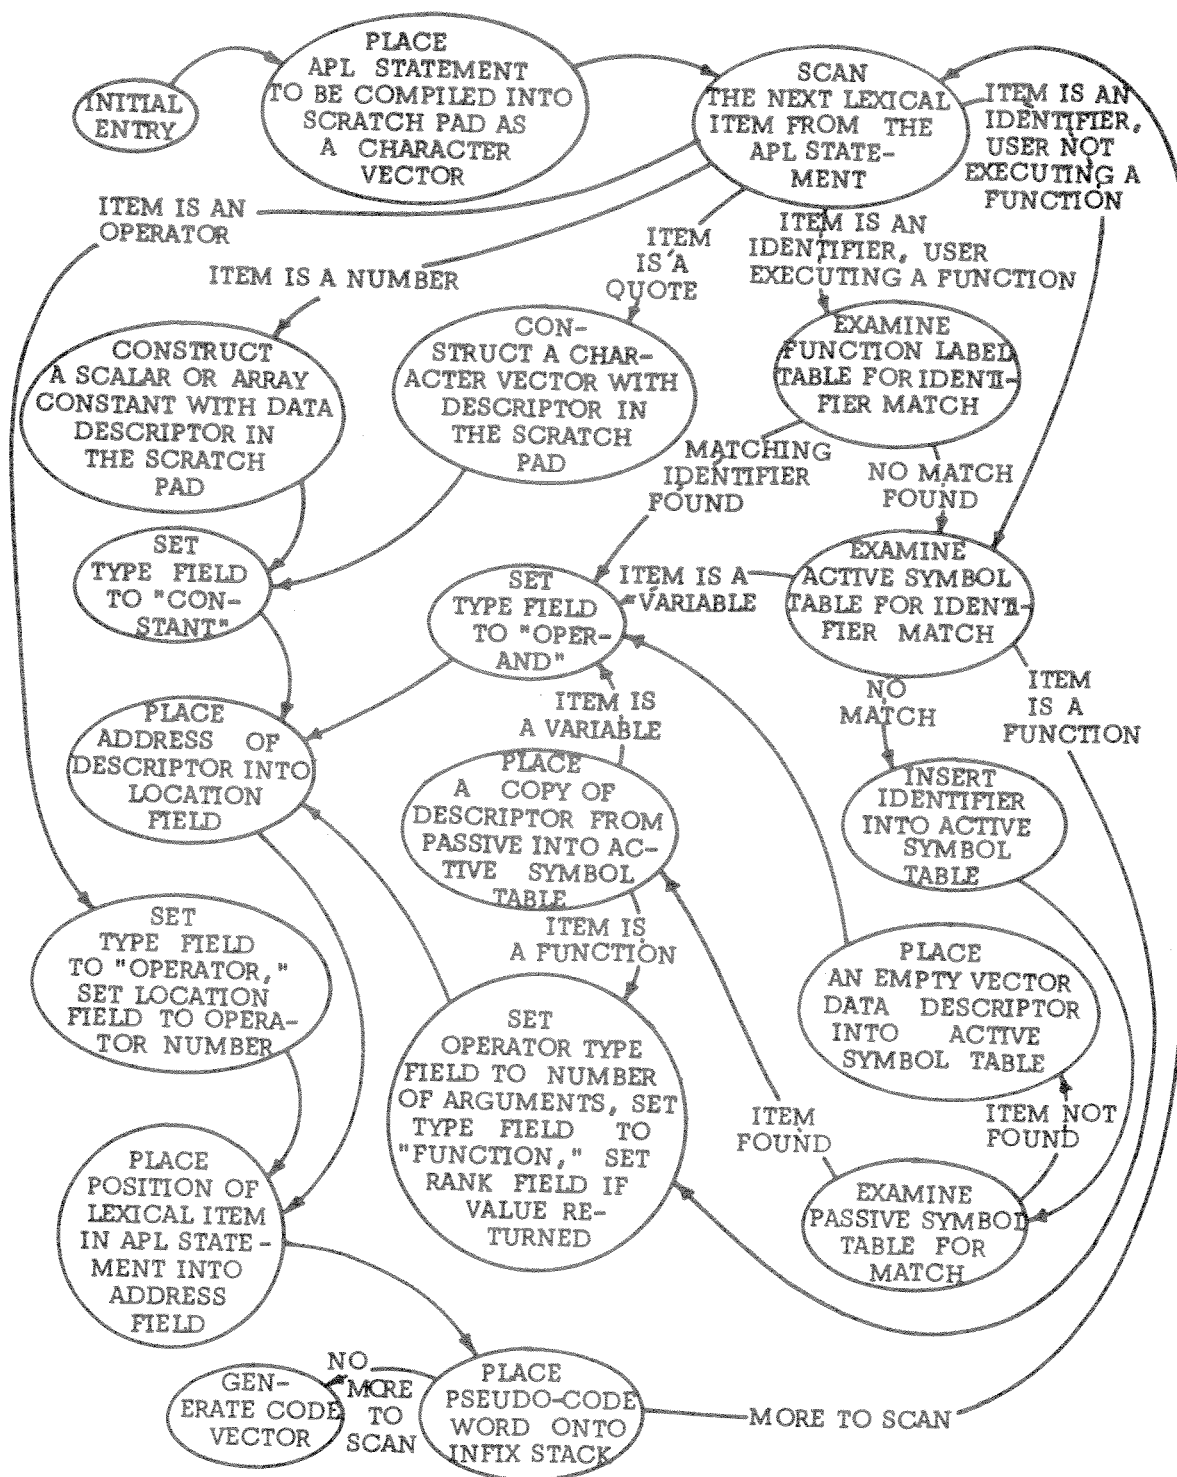 INITIAL
ENTRY
PLACE
APL STATEMENT
TO BE COMPILED INTO
SCRATCH PAD AS
A CHARACTER
VECTOR
SCAN
THE NEXT LEXICAL
ITEM FROM THE
APL STATE-
MENT
ITEM IS AN
IDENTIFIER,
USER NOT
EXECUTING A
FUNCTION
ITEM IS AN
OPERATOR
ITEM IS A NUMBER
ITEM
IS A
QUOTE
ITEM IS AN
IDENTIFIER, USER
EXECUTING A FUNCTION
CONSTRUCT
A SCALAR OR ARRAY
CONSTANT WITH DATA
DESCRIPTOR IN
THE SCRATCH
PAD
CON-
STRUCT A CHAR-
ACTER VECTOR WITH
DESCRIPTOR IN
THE SCRATCH
PAD
EXAMINE
FUNCTION LABEL
TABLE FOR IDENTI-
FIER MATCH
MATCHING
IDENTIFIER
FOUND
NO MATCH
FOUND
SET
TYPE FIELD
TO "CON-
STANT"
SET
TYPE FIELD
TO "OPER-
AND"
ITEM IS A
VARIABLE
EXAMINE
ACTIVE SYMBOL
TABLE FOR IDENTI-
FIER MATCH
NO
MATCH
ITEM
IS A
FUNCTION
PLACE
ADDRESS OF
DESCRIPTOR INTO
LOCATION
FIELD
ITEM IS
A VARIABLE
PLACE
A COPY OF
DESCRIPTOR FROM
PASSIVE INTO AC-
TIVE SYMBOL
TABLE
INSERT
IDENTIFIER
INTO ACTIVE
SYMBOL
TABLE
ITEM IS
A FUNCTION
SET
TYPE FIELD
TO "OPERATOR,"
SET LOCATION
FIELD TO OPERA-
TOR NUMBER
PLACE
AN EMPTY VECTOR
DATA DESCRIPTOR
INTO ACTIVE
SYMBOL TABLE
SET
OPERATOR TYPE
FIELD TO NUMBER
OF ARGUMENTS, SET
TYPE FIELD TO
"FUNCTION," SET
RANK FIELD IF
VALUE RE-
TURNED
ITEM
FOUND
ITEM NOT
FOUND
PLACE
POSITION OF
LEXICAL ITEM
IN APL STATE-
MENT INTO
ADDRESS
FIELD
EXAMINE
PASSIVE SYMBOL
TABLE FOR
MATCH
NO
MORE
TO
SCAN
GEN-
ERATE CODE
VECTOR
PLACE
PSEUDO-CODE
WORD ONTO
INFIX STACK
MORE TO SCAN